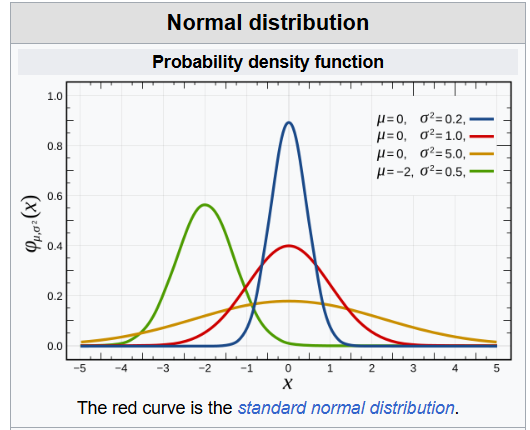 Normal distribution
Probability density function
1.0
μ=0, σ²=0.2,
μ=0, σ²=1.0,
μ=0, σ²=5.0,
μ=−2, σ²=0.5,
0.8
0.6
0.4
0.2
0.0
φμ,σ²(x)
−5 −4 −3 −2 −1 0 1 2 3 4 5
x
The red curve is the standard normal distribution.